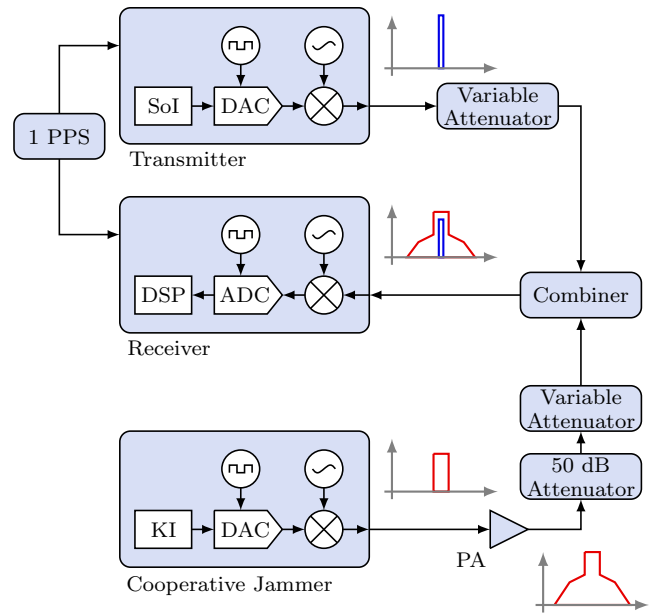 SoI
DAC
Variable
Attenuator
1 PPS
Transmitter
DSP
ADC
Combiner
Receiver
Variable
Attenuator
50 dB
Attenuator
KI
DAC
PA
Cooperative Jammer